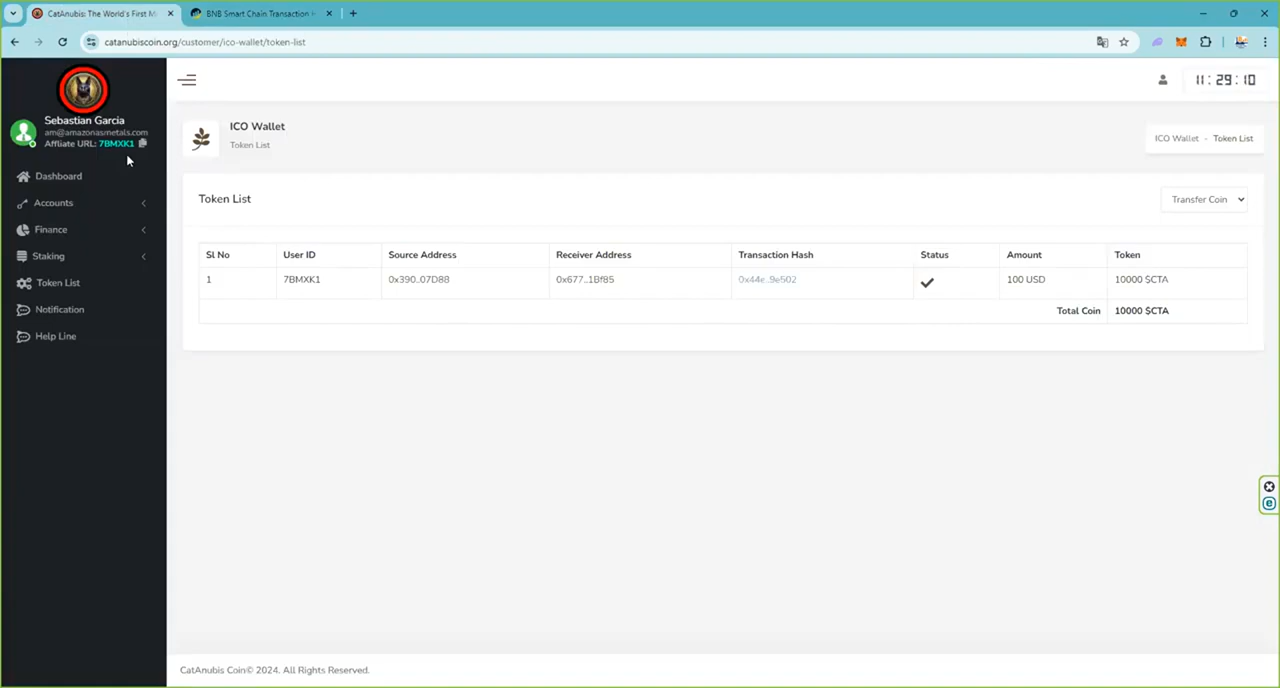 CatAnubis: The World's First M
BNB Smart Chain Transaction H
catanubiscoin.org/customer/ico-wallet/token-list
Sebastian Garcia
am@amazonasmetals.com
Affliate URL: 7BMXK1
11:29:10
ICO Wallet
Token List
ICO Wallet - Token List
Dashboard
Accounts
Finance
Staking
Token List
Notification
Help Line
Token List
Transfer Coin
Sl No User ID Source Address Receiver Address Transaction Hash Status Amount Token
1 7BMXK1 0x390..07D88 0x677..1Bf85 0x44c..9e502 100 USD 10000 $CTA
Total Coin 10000 $CTA
CatAnubis Coin© 2024. All Rights Reserved.